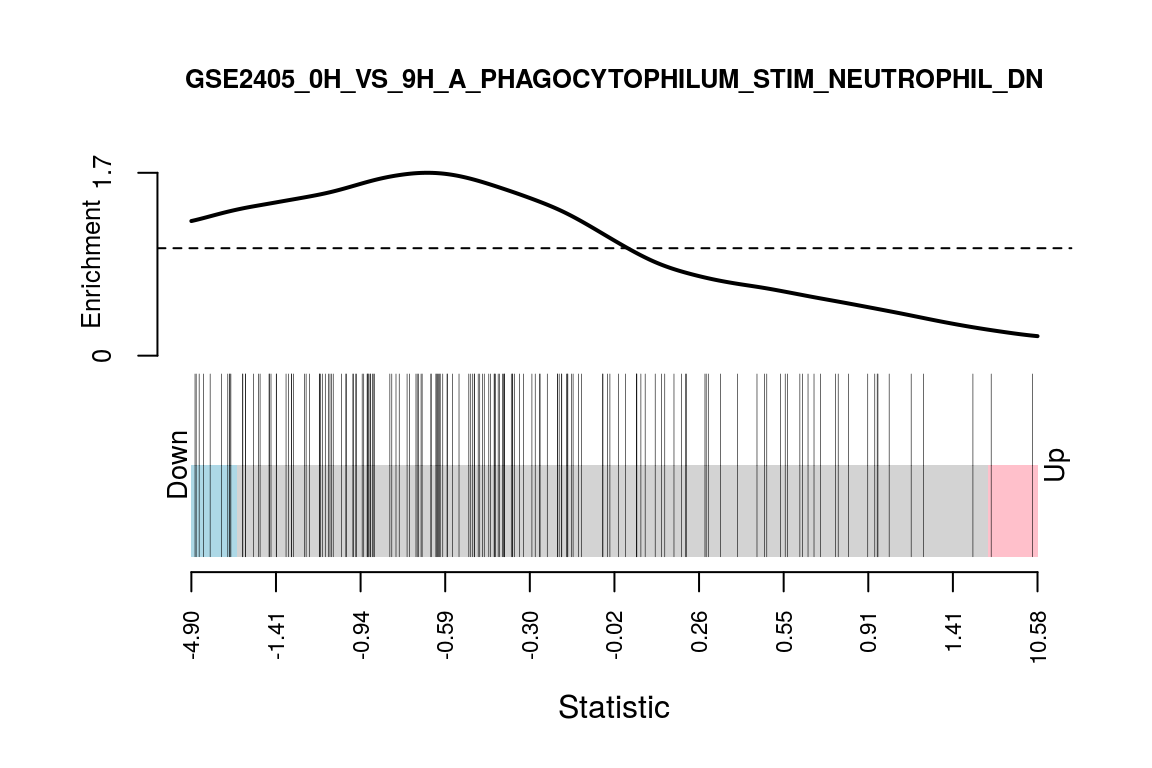 GSE2405_0H_VS_9H_A_PHAGOCYTOPHILUM_STIM_NEUTROPHIL_DN
1.7
Enrichment
0
Down
Up
-4.90
-1.41
-0.94
-0.59
-0.30
-0.02
0.26
0.55
0.91
1.41
10.58
Statistic